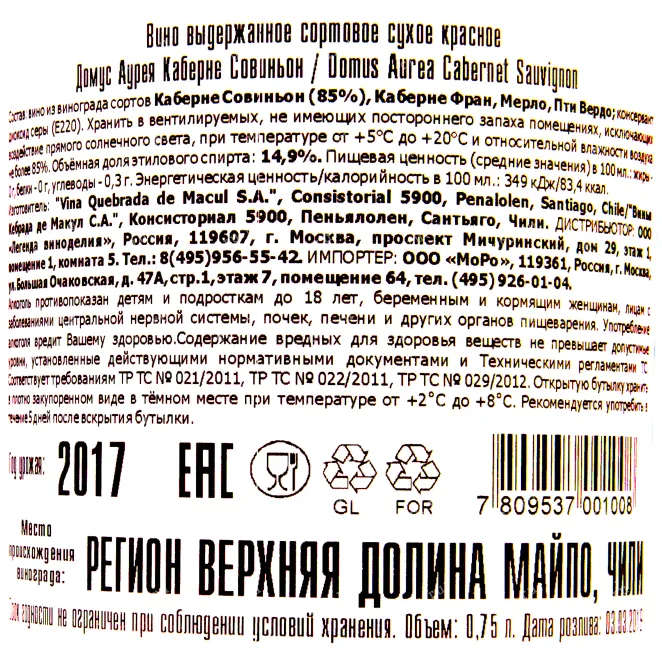 Вино выдержанное сортовое сухое красное
Домус Аурея Каберне Совиньон / Domus Aurea Cabernet Sauvignon
Состав: вино из винограда сортов Каберне Совиньон (85%), Каберне Фран, Мерло, Пти Вердо; консервант
диоксид серы (Е220). Хранить в вентилируемых, не имеющих постороннего запаха помещениях, исключающих
воздействие прямого солнечного света, при температуре от +5°С до +20°С и относительной влажности воздуха
не более 85%. Объёмная доля этилового спирта: 14,9%. Пищевая ценность (средние значения) в 100 мл.: жиры-
0 г, белки - 0 г, углеводы - 0,3 г. Энергетическая ценность/калорийность в 100 мл.: 349 кДж/83,4 ккал.
Изготовитель: "Vina Quebrada de Macul S.A.", Consistorial 5900, Penalolen, Santiago, Chile/"Винья
Кебрада де Макул С.А.", Консисториал 5900, Пеньялолен, Сантьяго, Чили. ДИСТРИБЬЮТОР: ООО
«Легенда виноделия», Россия, 119607, г. Москва, проспект Мичуринский, дом 29, этаж 1,
помещение 1, комната 5. Тел.: 8(495)956-55-42. ИМПОРТЕР: ООО «МоРо», 119361, Россия, г. Москва,
ул. Большая Очаковская, д. 47А, стр.1, этаж 7, помещение 64, тел. (495) 926-01-04.
Алкоголь противопоказан детям и подросткам до 18 лет, беременным и кормящим женщинам, лицам с
заболеваниями центральной нервной системы, почек, печени и других органов пищеварения. Употребление
алкоголя вредит Вашему здоровью.Содержание вредных для здоровья веществ не превышает допустимые
уровни, установленные действующими нормативными документами и Техническими регламентами ТС
Соответствует требованиям ТР ТС № 021/2011, ТР ТС № 022/2011, ТР ТС № 029/2012. Открытую бутылку хранить
в плотно закупоренном виде в тёмном месте при температуре от +2°С до +8°С. Рекомендуется употребить в
течение 5 дней после вскрытия бутылки.
Год урожая: 2017 EAC
GL FOR
7 809537 001008
Место
происхождения
винограда: РЕГИОН ВЕРХНЯЯ ДОЛИНА МАЙПО, ЧИЛИ
Срок годности не ограничен при соблюдении условий хранения. Объем: 0,75 л. Дата розлива: 03.03.